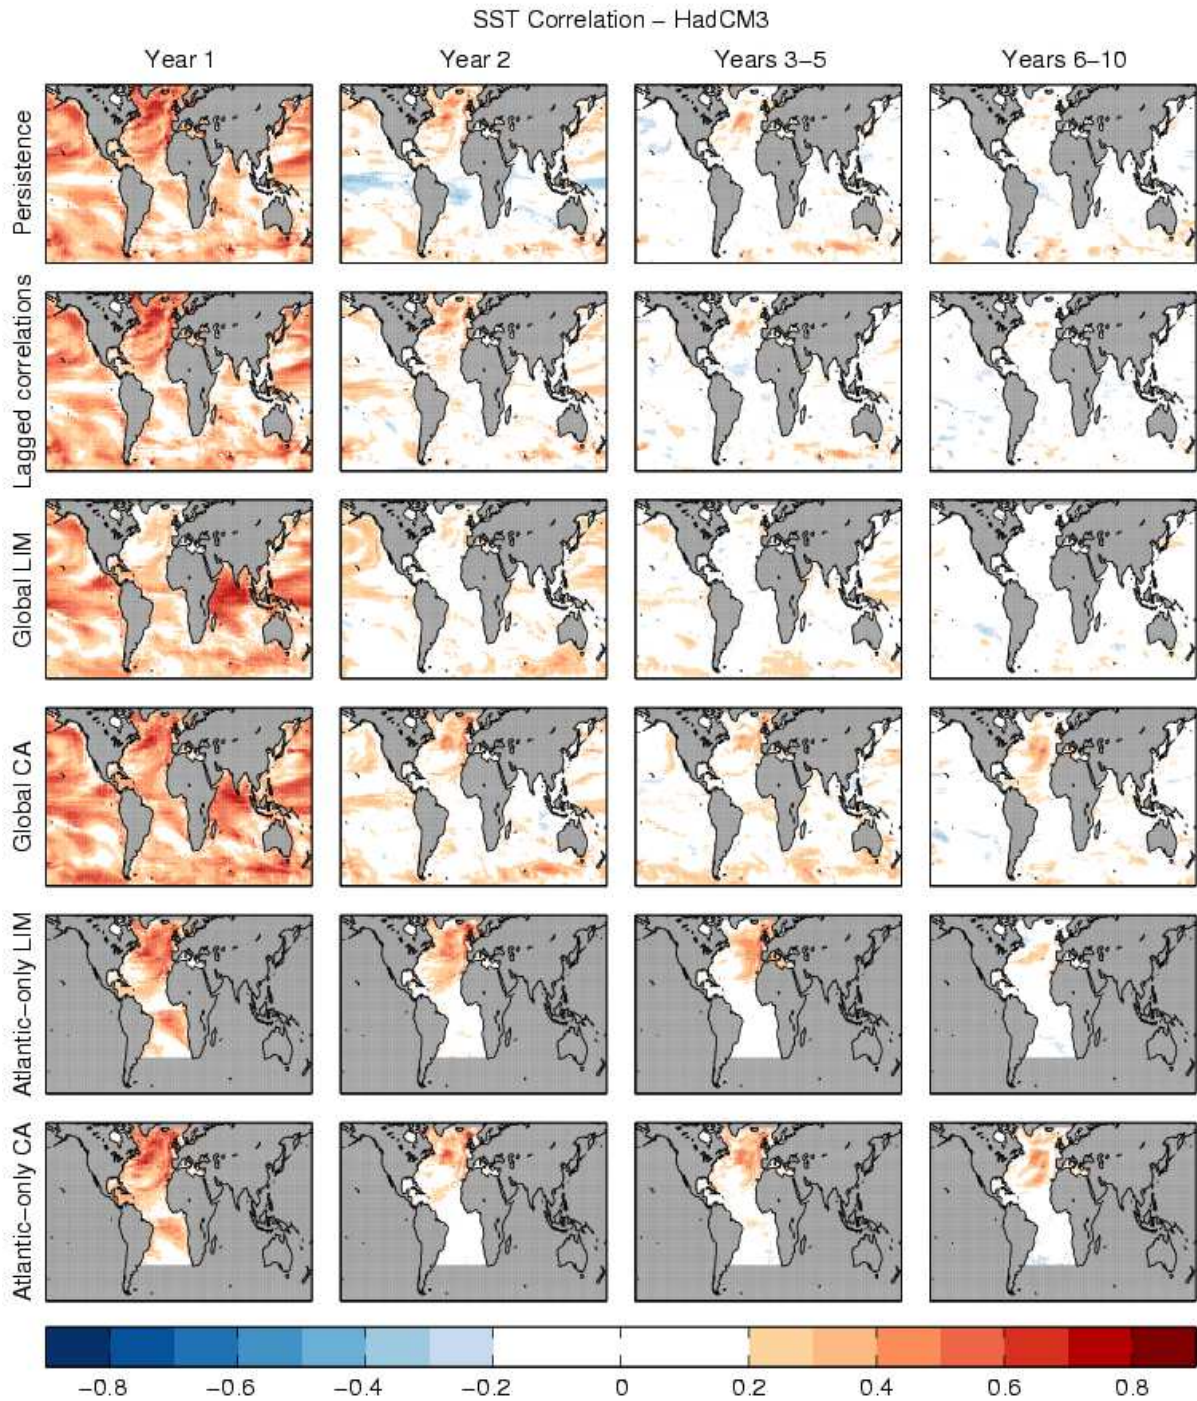 SST Correlation – HadCM3
Year 1
Year 2
Years 3–5
Years 6–10
Persistence
Lagged correlations
Global LIM
Global CA
Atlantic–only LIM
Atlantic–only CA
−0.8 −0.6 −0.4 −0.2 0 0.2 0.4 0.6 0.8